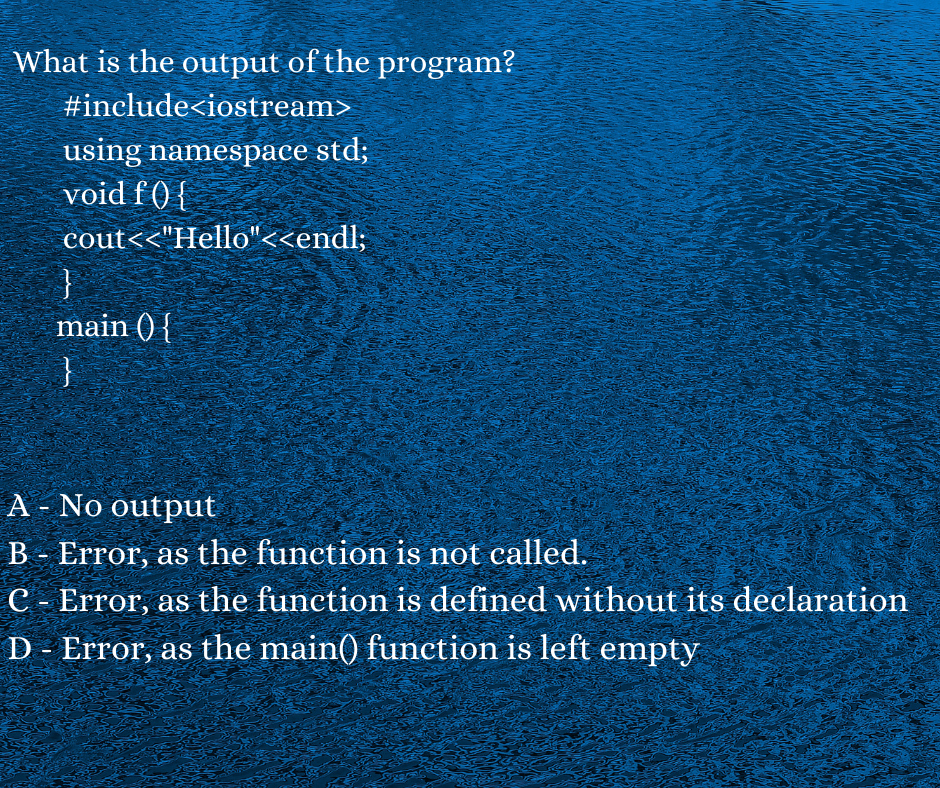 What is the output of the program?
#include<iostream>
using namespace std;
void f () {
cout<<"Hello"<<endl;
}
main () {
}
A - No output
B - Error, as the function is not called.
C - Error, as the function is defined without its declaration
D - Error, as the main() function is left empty